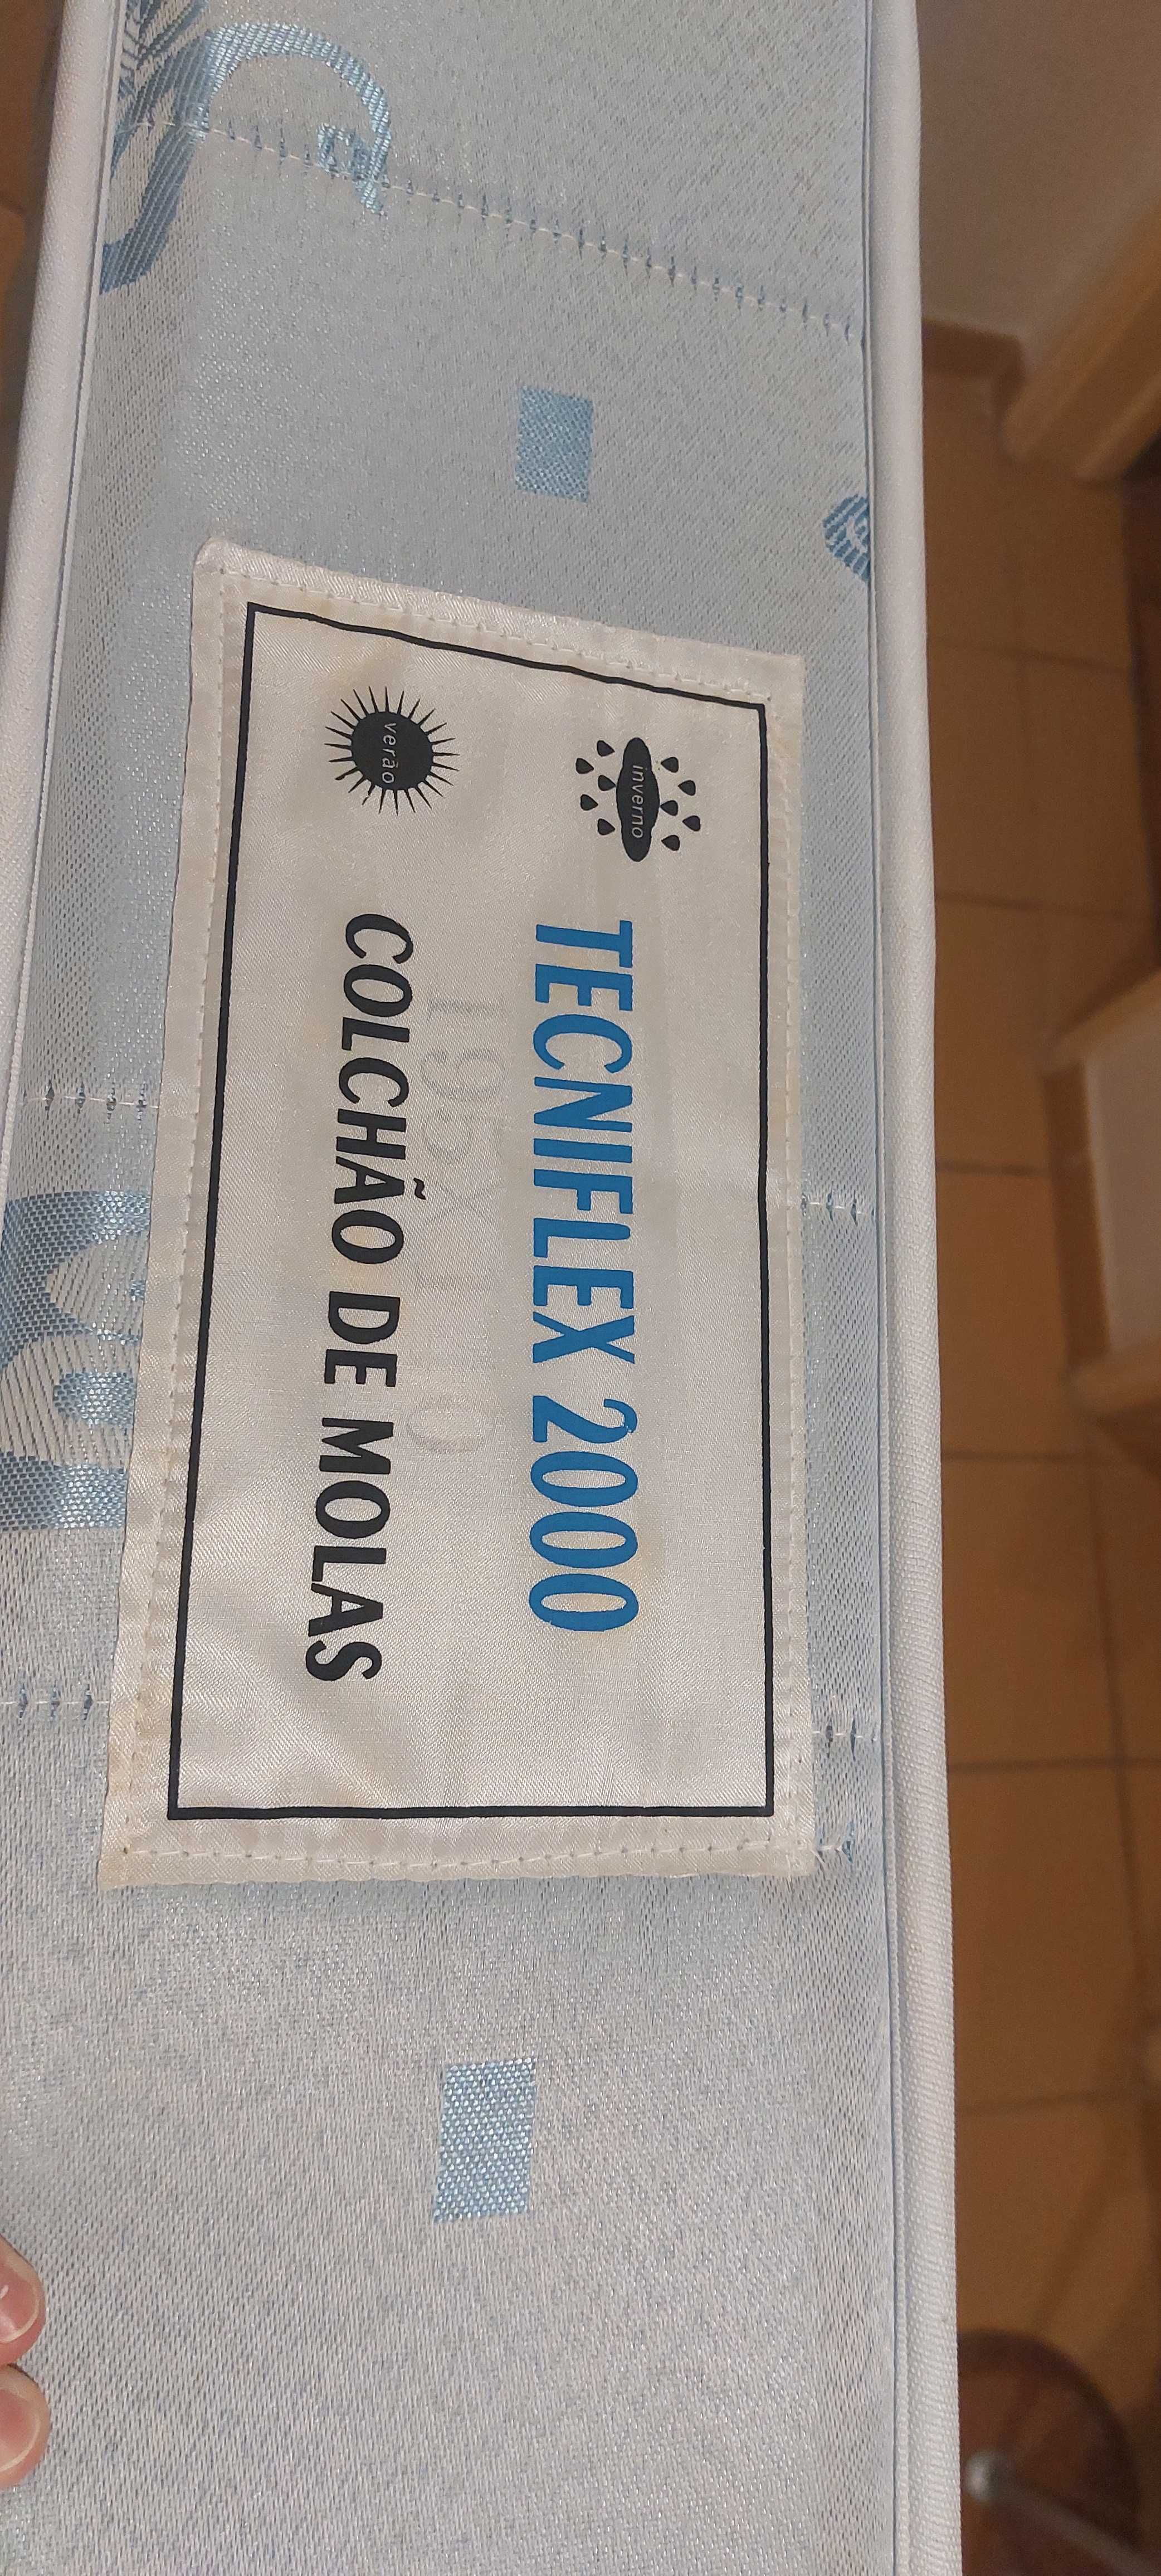 inverno
TECNIFLEX 2000
verão
COLCHÃO DE MOLAS